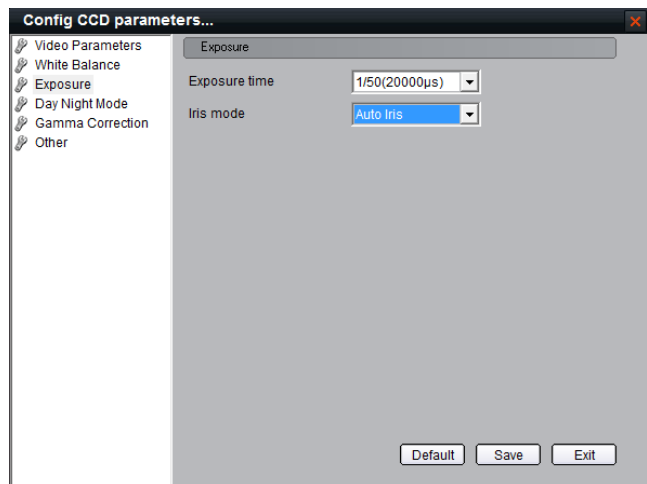 Config CCD parameters...
Video Parameters
White Balance
Exposure
Day Night Mode
Gamma Correction
Other
Exposure
Exposure time 1/50(20000µs)
Iris mode Auto Iris
Default Save Exit